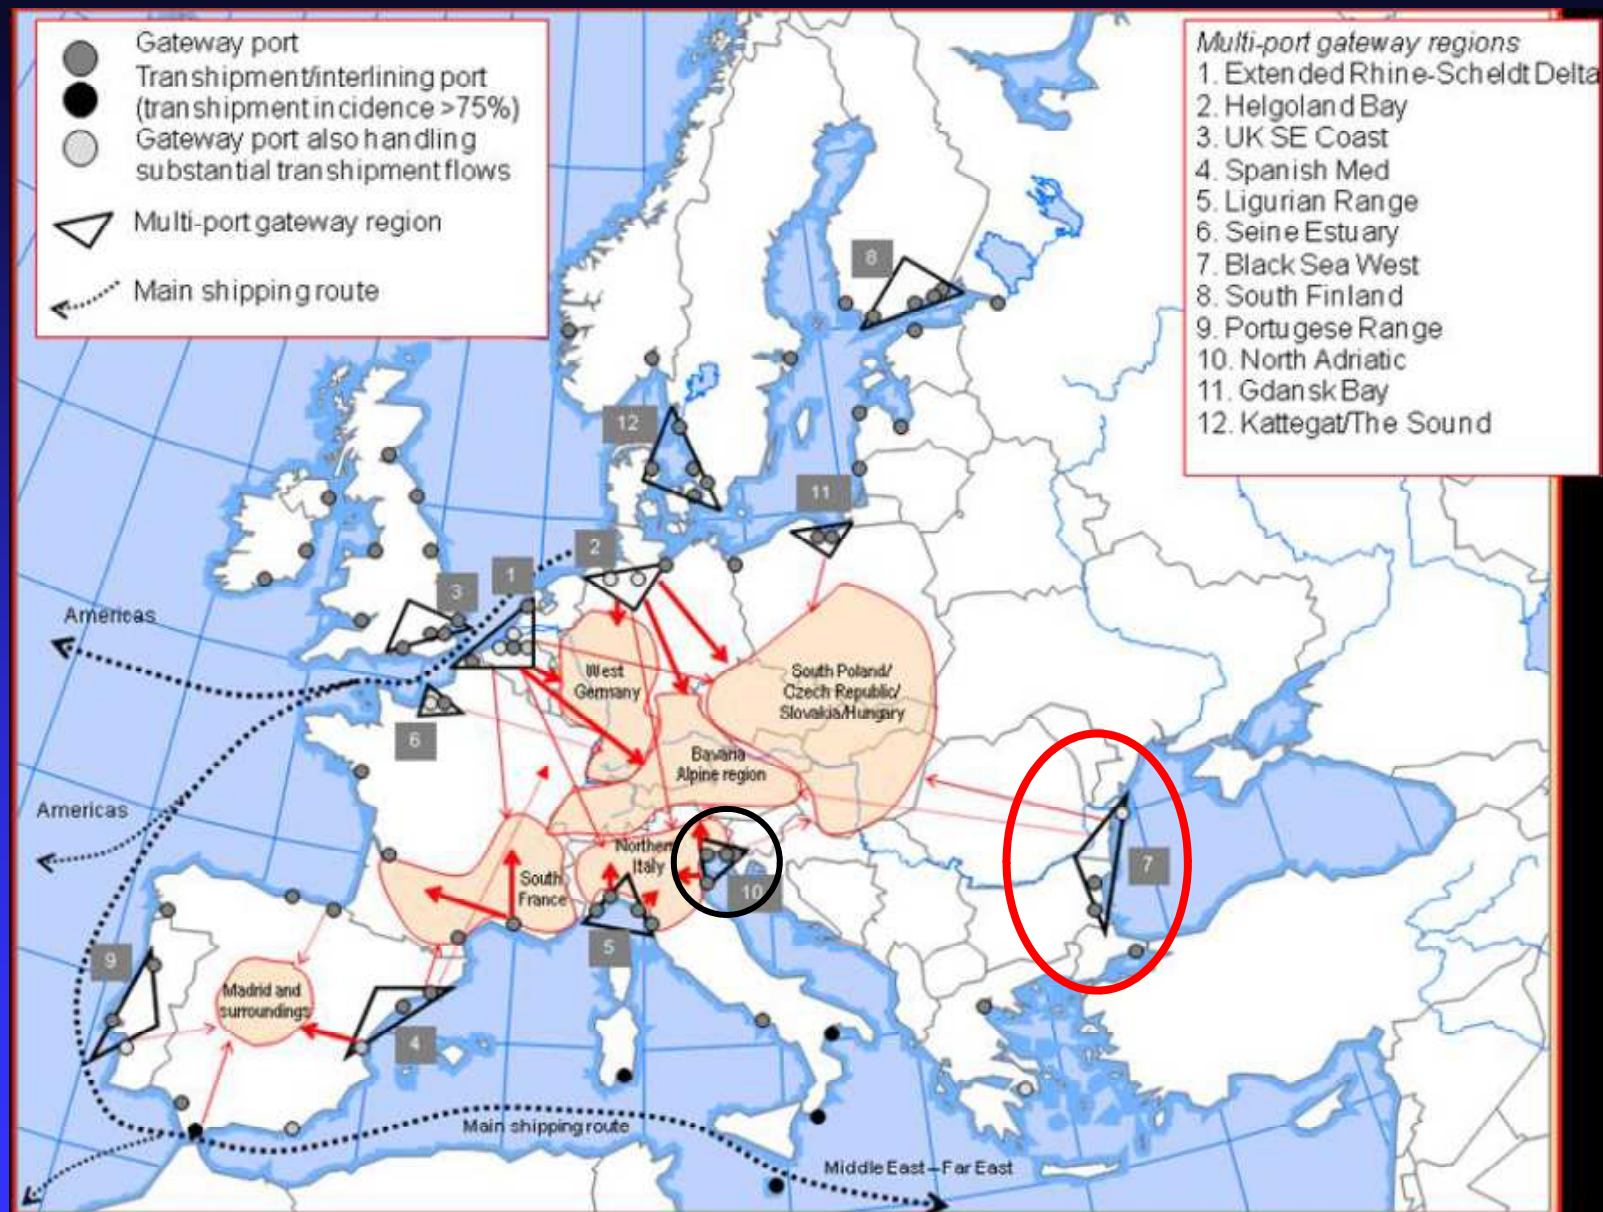 Gateway port
Transhipment/interlining port
(transhipment incidence >75%)
Gateway port also handling
substantial transhipment flows
Multi-port gateway region
Main shipping route
Multi-port gateway regions
1. Extended Rhine-Scheldt Delta
2. Helgoland Bay
3. UK SE Coast
4. Spanish Med
5. Ligurian Range
6. Seine Estuary
7. Black Sea West
8. South Finland
9. Portugese Range
10. North Adriatic
11. Gdansk Bay
12. Kattegat/The Sound
8
12
11
2
1
3
Americas
West
Germany
South Poland/
Czech Republic/
Slovakia/Hungary
6
Bavaria
Alpine region
Americas
Northern
Italy
7
South
France
10
5
9
Madrid and
surroundings
4
Main shipping route
Middle East – Far East